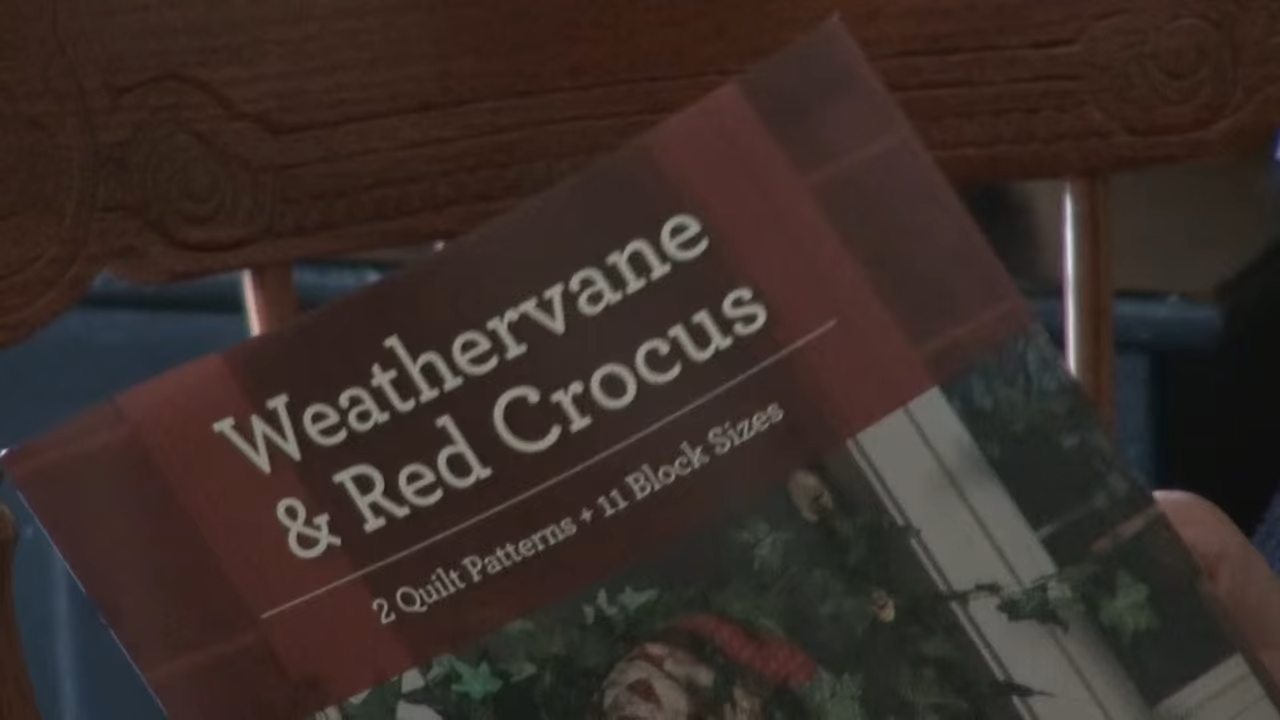 Weathervane
& Red Crocus
2 Quilt Patterns + 11 Block Sizes